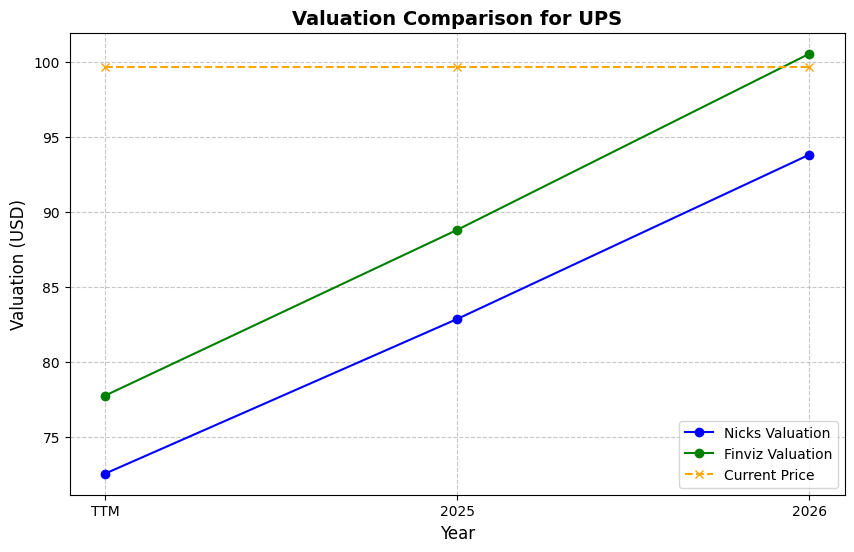 Valuation Comparison for UPS
Valuation (USD)
100
95
90
85
80
75
TTM
2025
2026
Year
Nicks Valuation
Finviz Valuation
Current Price